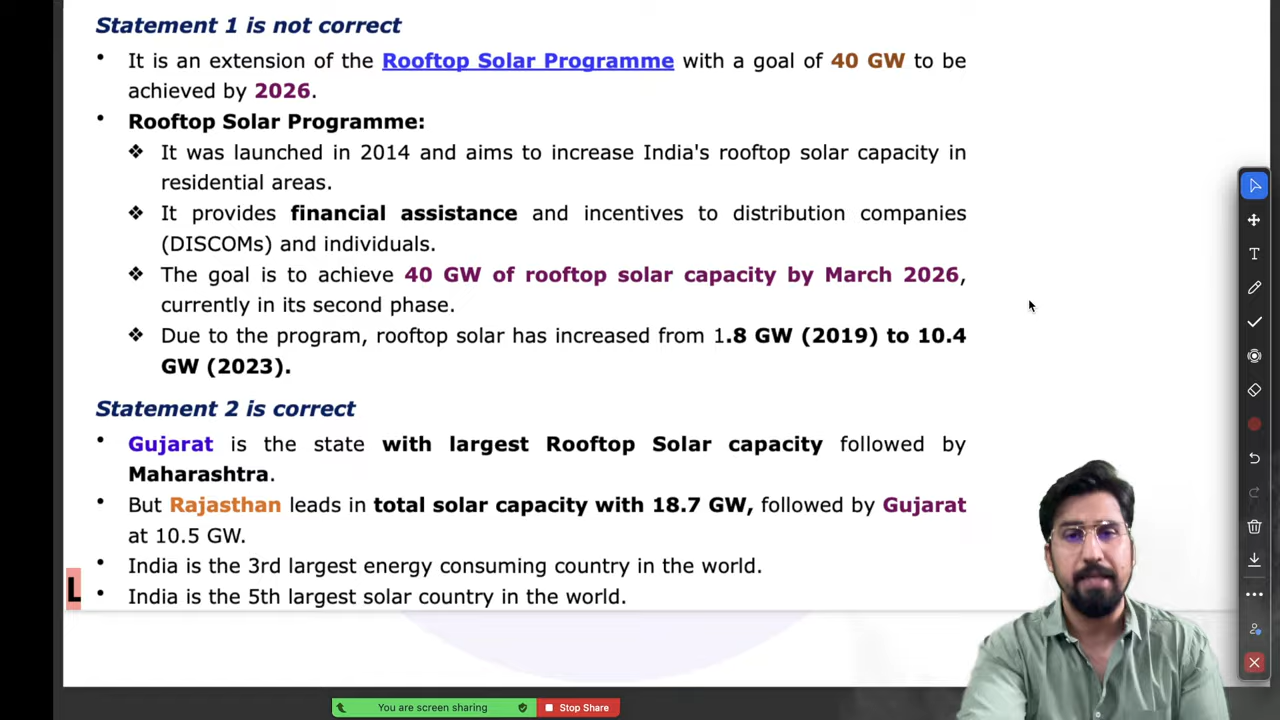 Statement 1 is not correct
• It is an extension of the Rooftop Solar Programme with a goal of 40 GW to be
achieved by 2026.
• Rooftop Solar Programme:
❖ It was launched in 2014 and aims to increase India's rooftop solar capacity in
residential areas.
❖ It provides financial assistance and incentives to distribution companies
(DISCOMs) and individuals.
❖ The goal is to achieve 40 GW of rooftop solar capacity by March 2026,
currently in its second phase.
❖ Due to the program, rooftop solar has increased from 1.8 GW (2019) to 10.4
GW (2023).
Statement 2 is correct
• Gujarat is the state with largest Rooftop Solar capacity followed by
Maharashtra.
• But Rajasthan leads in total solar capacity with 18.7 GW, followed by Gujarat
at 10.5 GW.
• India is the 3rd largest energy consuming country in the world.
L
• India is the 5th largest solar country in the world.
You are screen sharing
Stop Share
T